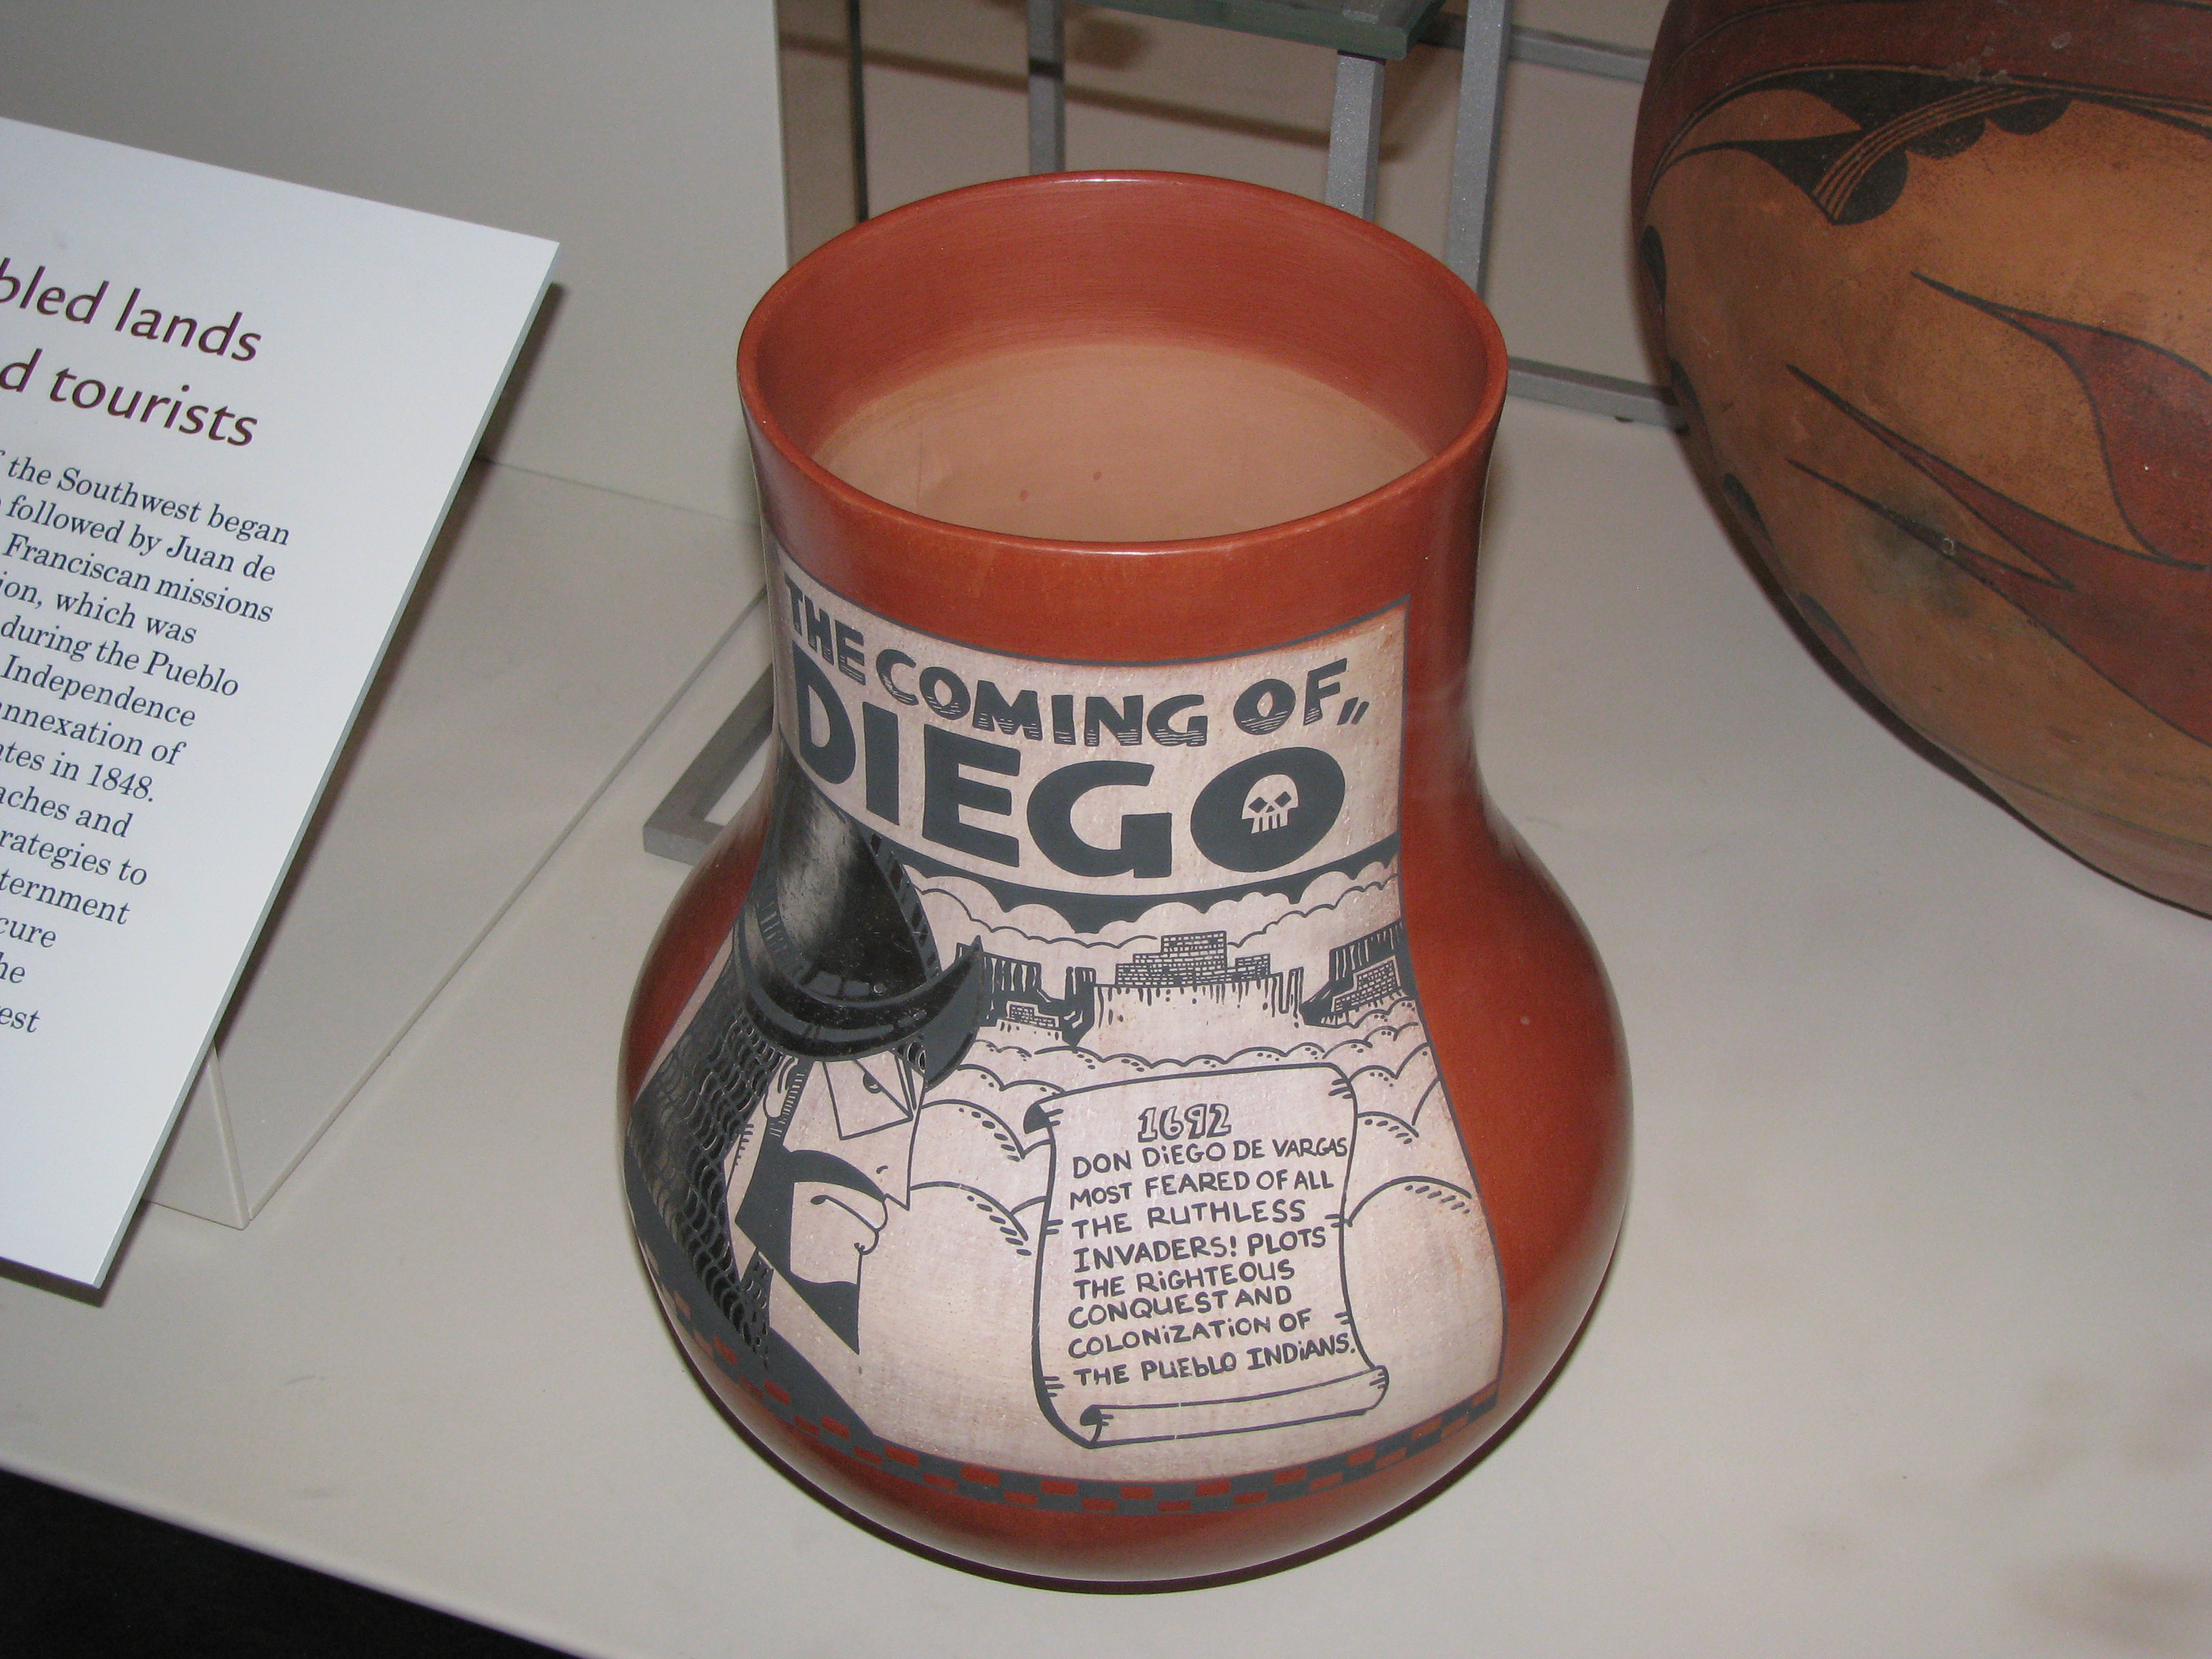 bled lands
d tourists
the Southwest began
followed by Juan de
Franciscan missions
ion, which was
during the Pueblo
Independence
nnexation of
tes in 1848.
aches and
rategies to
ternment
cure
he
est
THE COMING OF,,
DIEGO
1692
DON DiEGO DE VARGAS
MOST FEARED OF ALL
THE RUTHLESS
INVADERS! PLOTS
THE RiGHTEOUS
CONQUEST AND
COLONiZATiON OF
THE PUEbLO INDiANS.